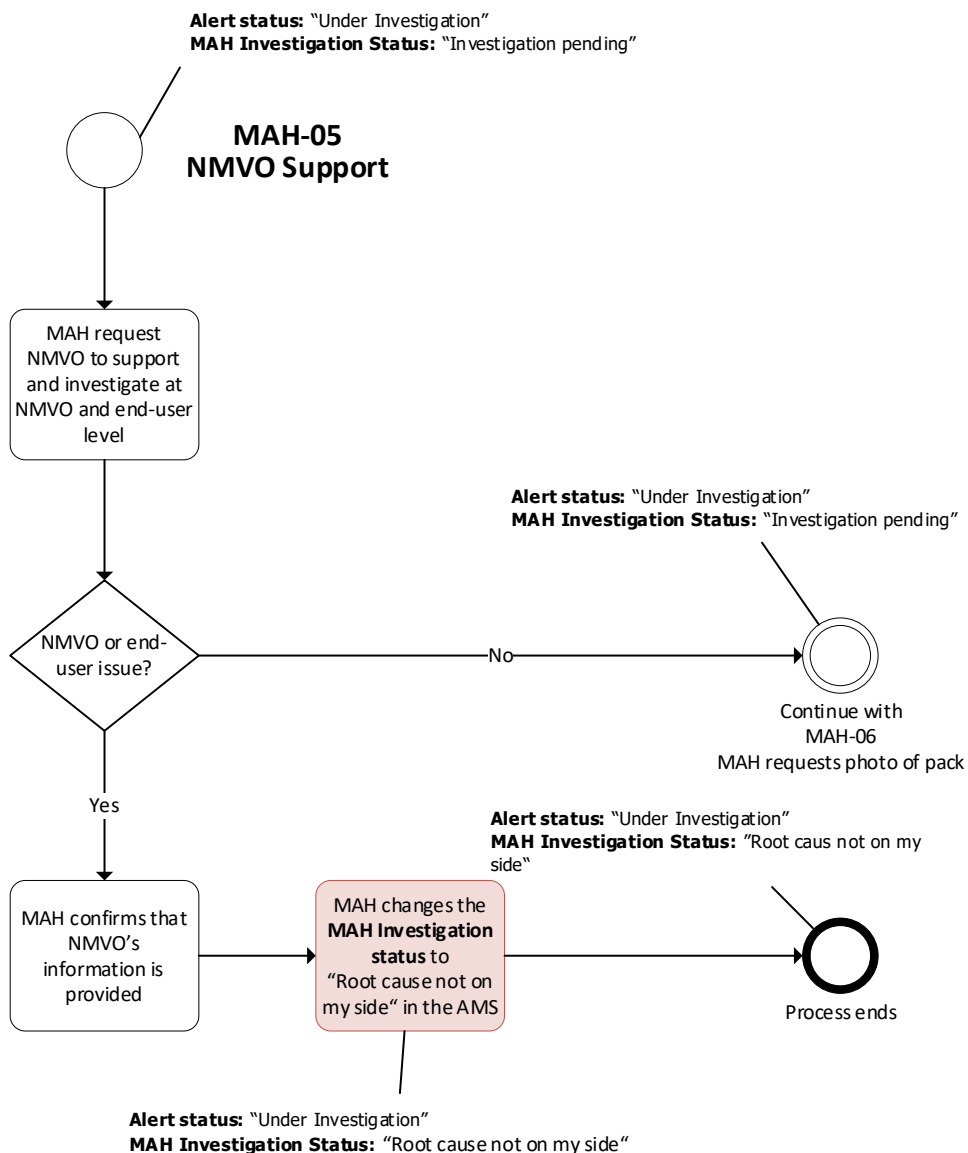 Alert status: “Under Investigation”
MAH Investigation Status: “Investigation pending”
MAH-05
NMVO Support
MAH request
NMVO to support
and investigate at
NMVO and end-user
level
Alert status: “Under Investigation”
MAH Investigation Status: “Investigation pending”
NMVO or end-
user issue?
No
Continue with
MAH-06
MAH requests photo of pack
Yes
Alert status: “Under Investigation”
MAH Investigation Status: ”Root caus not on my
side“
MAH confirms that
NMVO’s
information is
provided
MAH changes the
MAH Investigation
status to
“Root cause not on
my side“ in the AMS
Process ends
Alert status: “Under Investigation”
MAH Investigation Status: “Root cause not on my side“